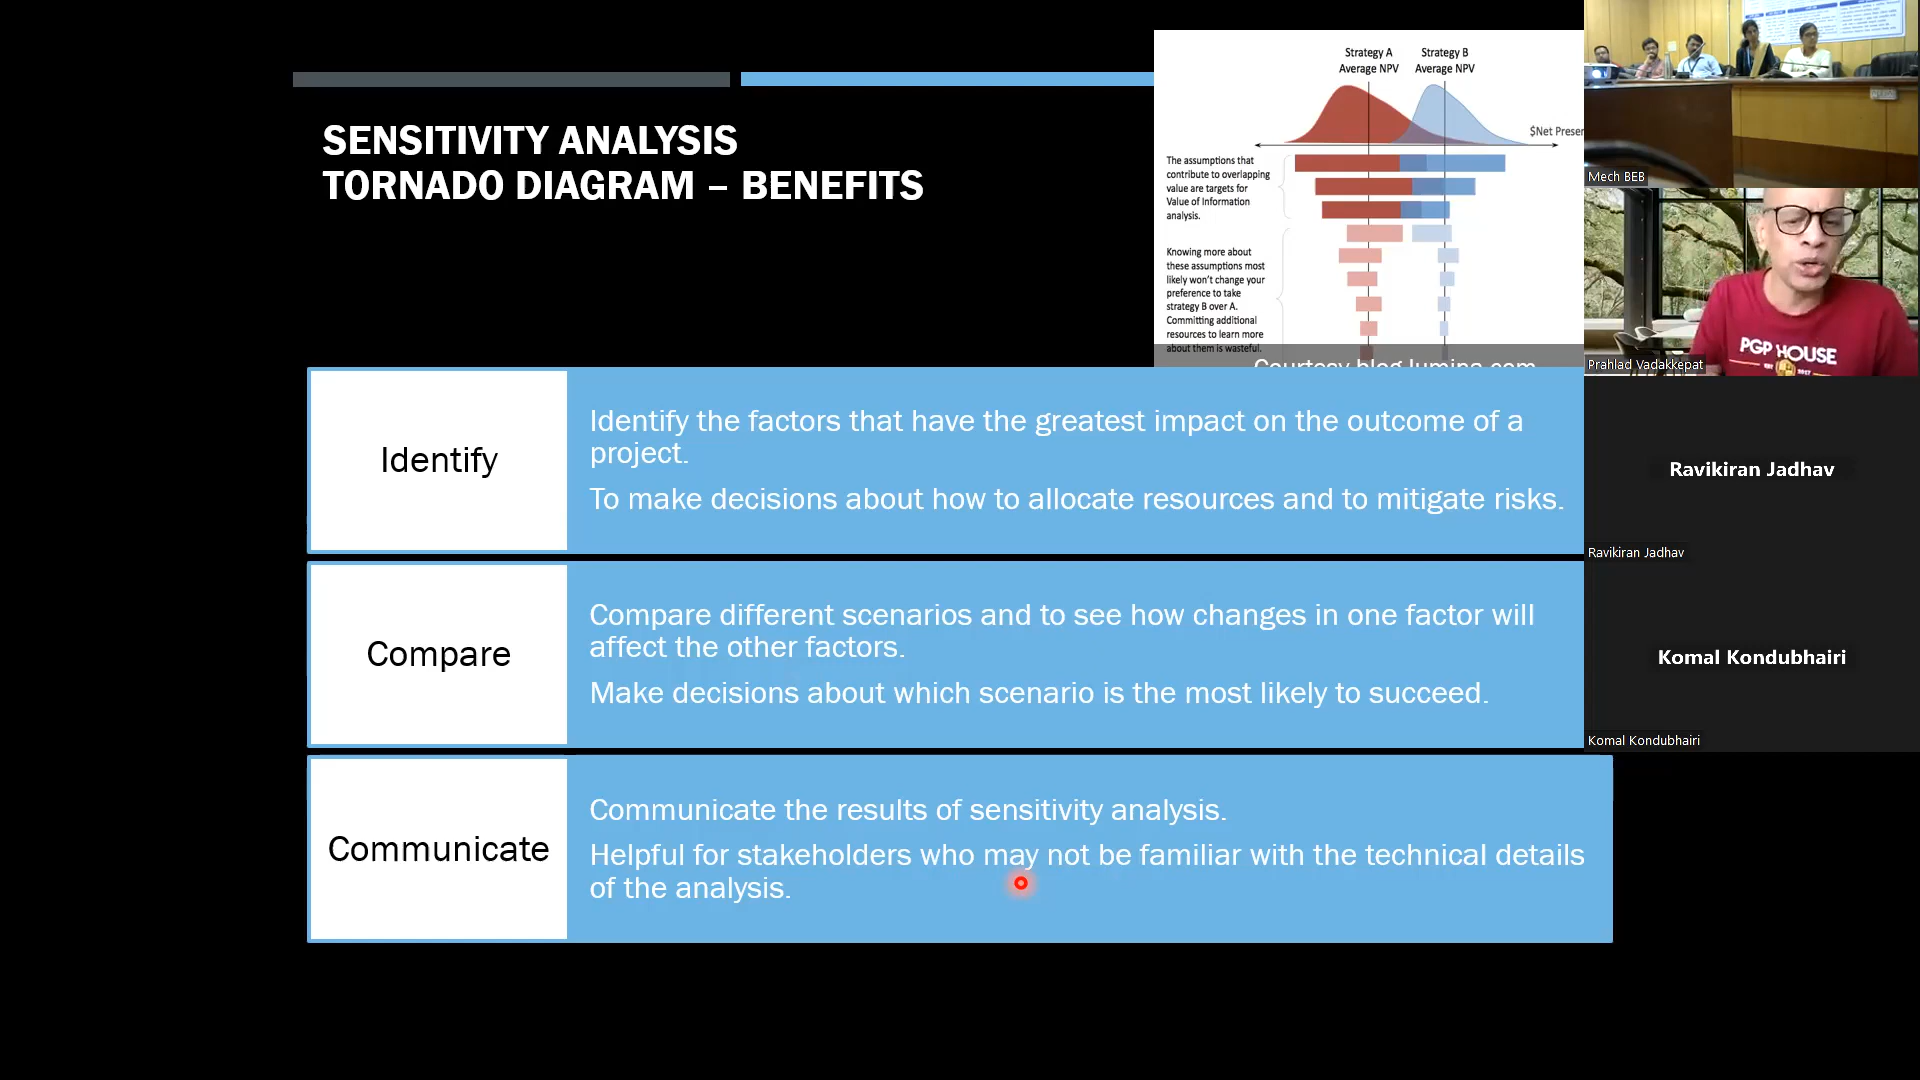 SENSITIVITY ANALYSIS
TORNADO DIAGRAM – BENEFITS
Strategy A
Average NPV
Strategy B
Average NPV
$Net Presen
The assumptions that
contribute to overlapping
value are targets for
Value of Information
analysis.
Knowing more about
these assumptions most
likely won't change your
preference to take
strategy B over A.
Committing additional
resources to learn more
about them is wasteful.
Courtesy blog.lumina.com
Identify
Identify the factors that have the greatest impact on the outcome of a
project.
To make decisions about how to allocate resources and to mitigate risks.
Compare
Compare different scenarios and to see how changes in one factor will
affect the other factors.
Make decisions about which scenario is the most likely to succeed.
Communicate
Communicate the results of sensitivity analysis.
Helpful for stakeholders who may not be familiar with the technical details
of the analysis.
Mech BEB
PGP HOUSE
2017
Prahlad Vadakkepat
Ravikiran Jadhav
Ravikiran Jadhav
Komal Kondubhairi
Komal Kondubhairi